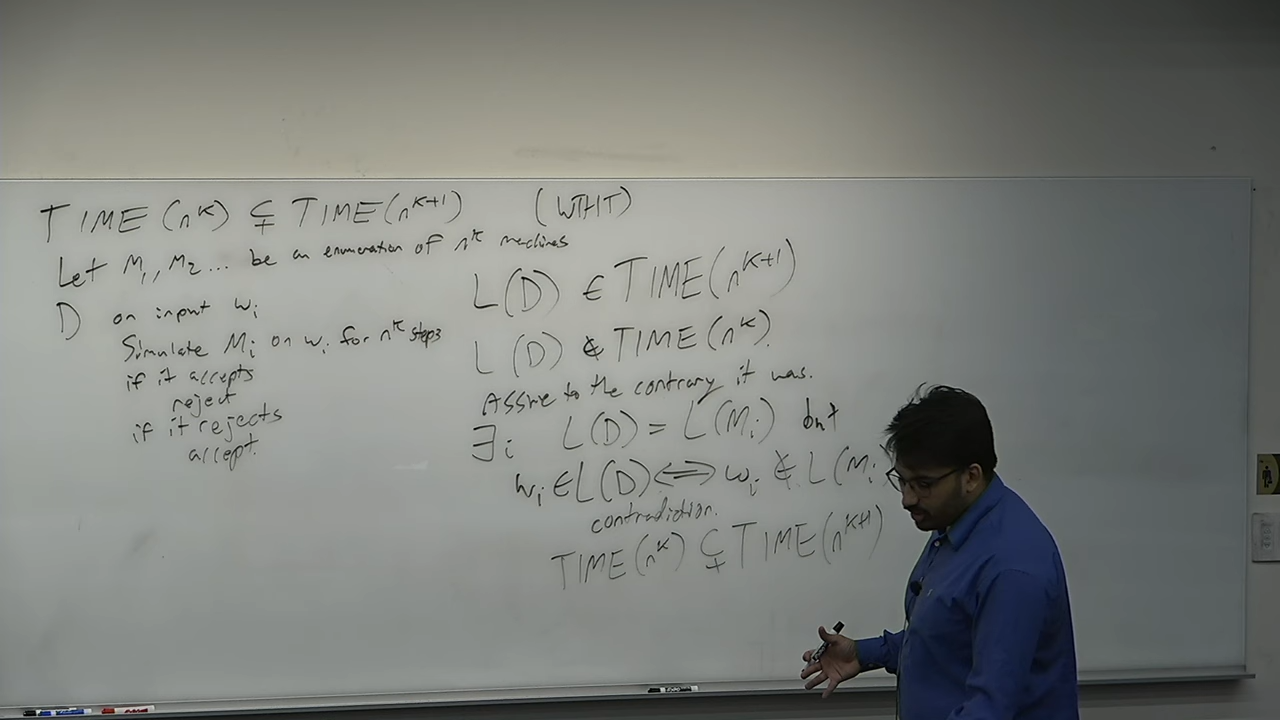 TIME(n^k) ⊊ TIME(n^k+1) (WTHT)
Let M₁, M₂... be an enumeration of n^k machines
D on input wᵢ
Simulate Mᵢ on wᵢ for n^k steps
if it accepts
reject
if it rejects
accept.
L(D) ∈ TIME(n^k+1)
L(D) ∉ TIME(n^k).
Assume to the contrary it was.
∃i L(D) = L(Mᵢ) but
wᵢ ∈ L(D) ⟺ wᵢ ∉ L(Mᵢ
contradiction.
TIME(n^k) ⊊ TIME(n^k+1)
EXPO